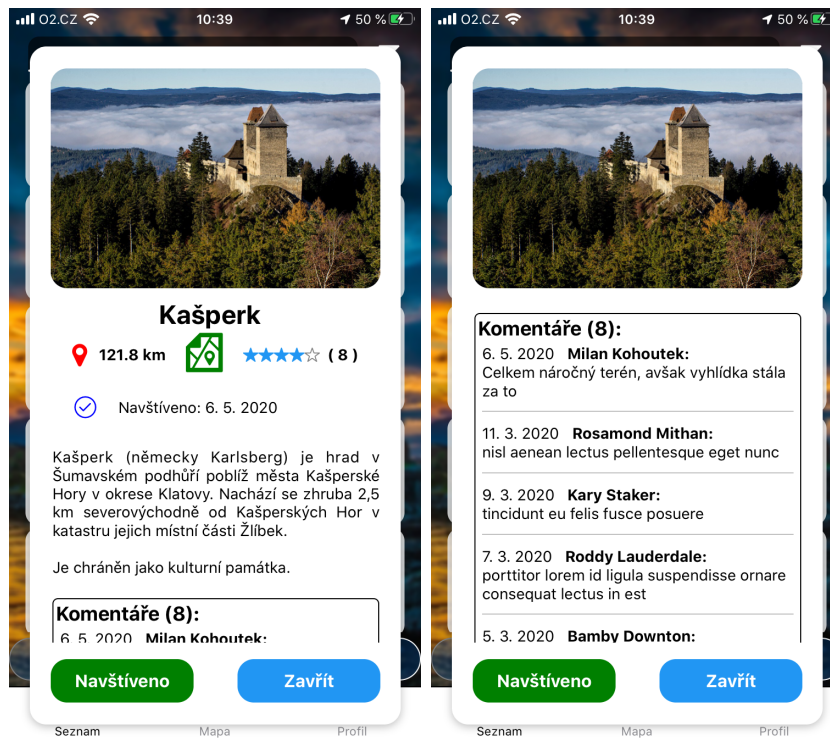 O2.CZ 10:39 50 %
Kašperk
121.8 km ( 8 )
Navštíveno: 6. 5. 2020
Kašperk (německy Karlsberg) je hrad v
Šumavském podhůří poblíž města Kašperské
Hory v okrese Klatovy. Nachází se zhruba 2,5
km severovýchodně od Kašperských Hor v
katastru jejich místní části Žlíbek.
Je chráněn jako kulturní památka.
Komentáře (8):
6. 5. 2020 Milan Kohoutek:
Navštíveno Zavřít
Seznam Mapa Profil
O2.CZ 10:39 50 %
Komentáře (8):
6. 5. 2020 Milan Kohoutek:
Celkem náročný terén, avšak vyhlídka stála
za to
11. 3. 2020 Rosamond Mithan:
nisl aenean lectus pellentesque eget nunc
9. 3. 2020 Kary Staker:
tincidunt eu felis fusce posuere
7. 3. 2020 Roddy Lauderdale:
porttitor lorem id ligula suspendisse ornare
consequat lectus in est
5. 3. 2020 Bamby Downton:
Navštíveno Zavřít
Seznam Mapa Profil